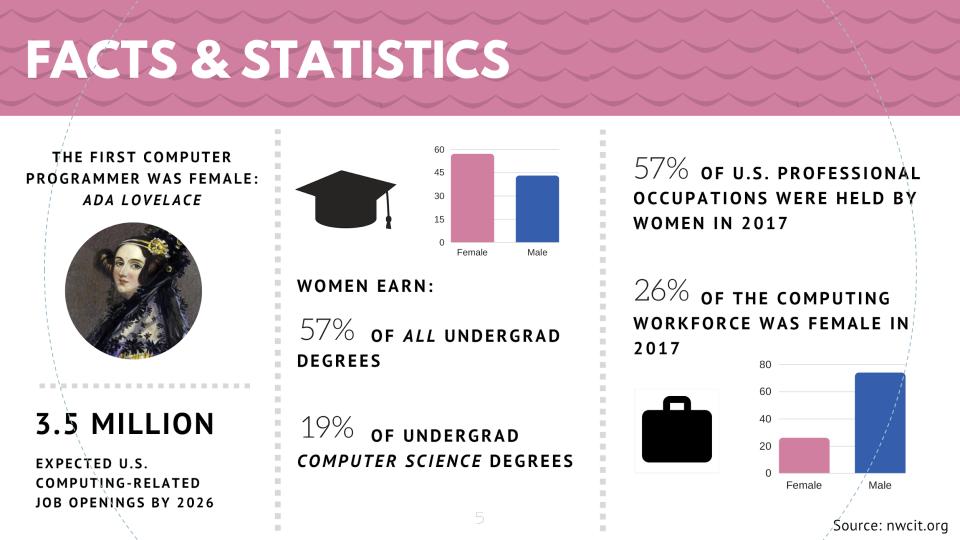 FACTS & STATISTICS
THE FIRST COMPUTER
PROGRAMMER WAS FEMALE:
ADA LOVELACE
3.5 MILLION
EXPECTED U.S.
COMPUTING-RELATED
JOB OPENINGS BY 2026
60
45
30
15
0
Female Male
WOMEN EARN:
57% OF ALL UNDERGRAD
DEGREES
19% OF UNDERGRAD
COMPUTER SCIENCE DEGREES
57% OF U.S. PROFESSIONAL
OCCUPATIONS WERE HELD BY
WOMEN IN 2017
26% OF THE COMPUTING
WORKFORCE WAS FEMALE IN
2017
80
60
40
20
0
Female Male
5
Source: nwcit.org